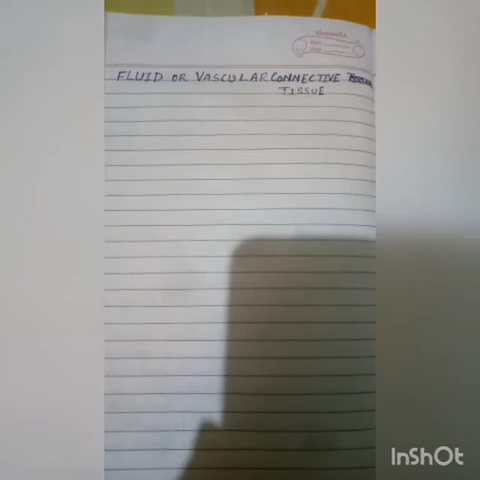 FLUID OR VASCULAR CONNECTIVE
TISSUE
InShOt